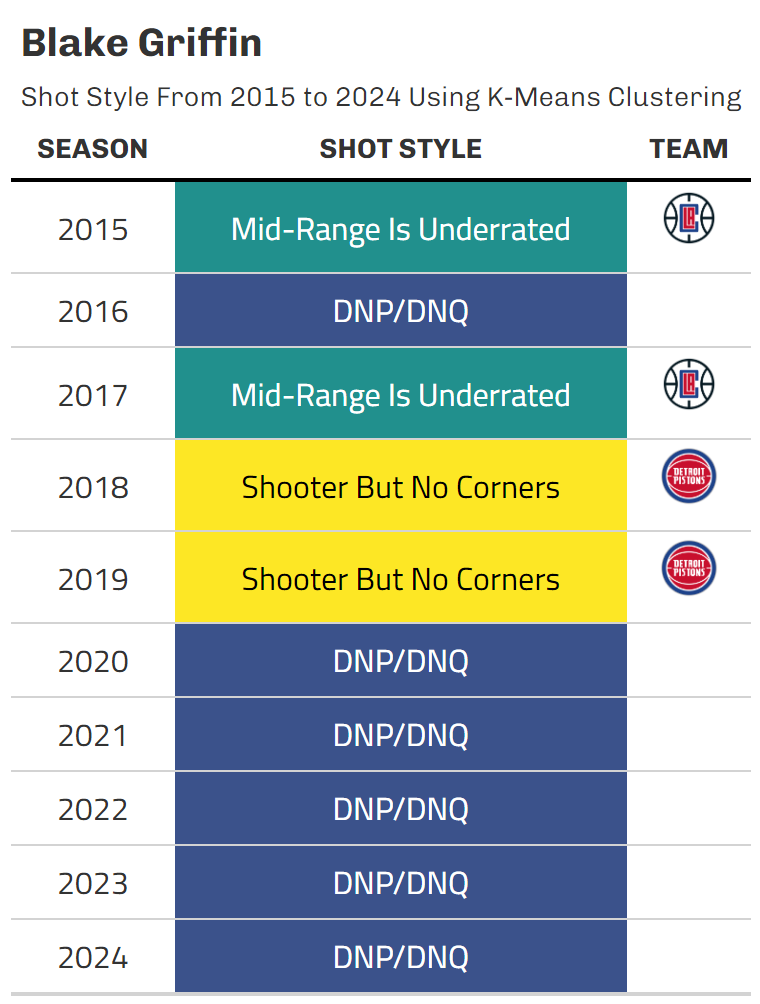 Blake Griffin
Shot Style From 2015 to 2024 Using K-Means Clustering
SEASON SHOT STYLE TEAM
2015 Mid-Range Is Underrated
2016 DNP/DNQ
2017 Mid-Range Is Underrated
2018 Shooter But No Corners DETROIT PISTONS
2019 Shooter But No Corners DETROIT PISTONS
2020 DNP/DNQ
2021 DNP/DNQ
2022 DNP/DNQ
2023 DNP/DNQ
2024 DNP/DNQ